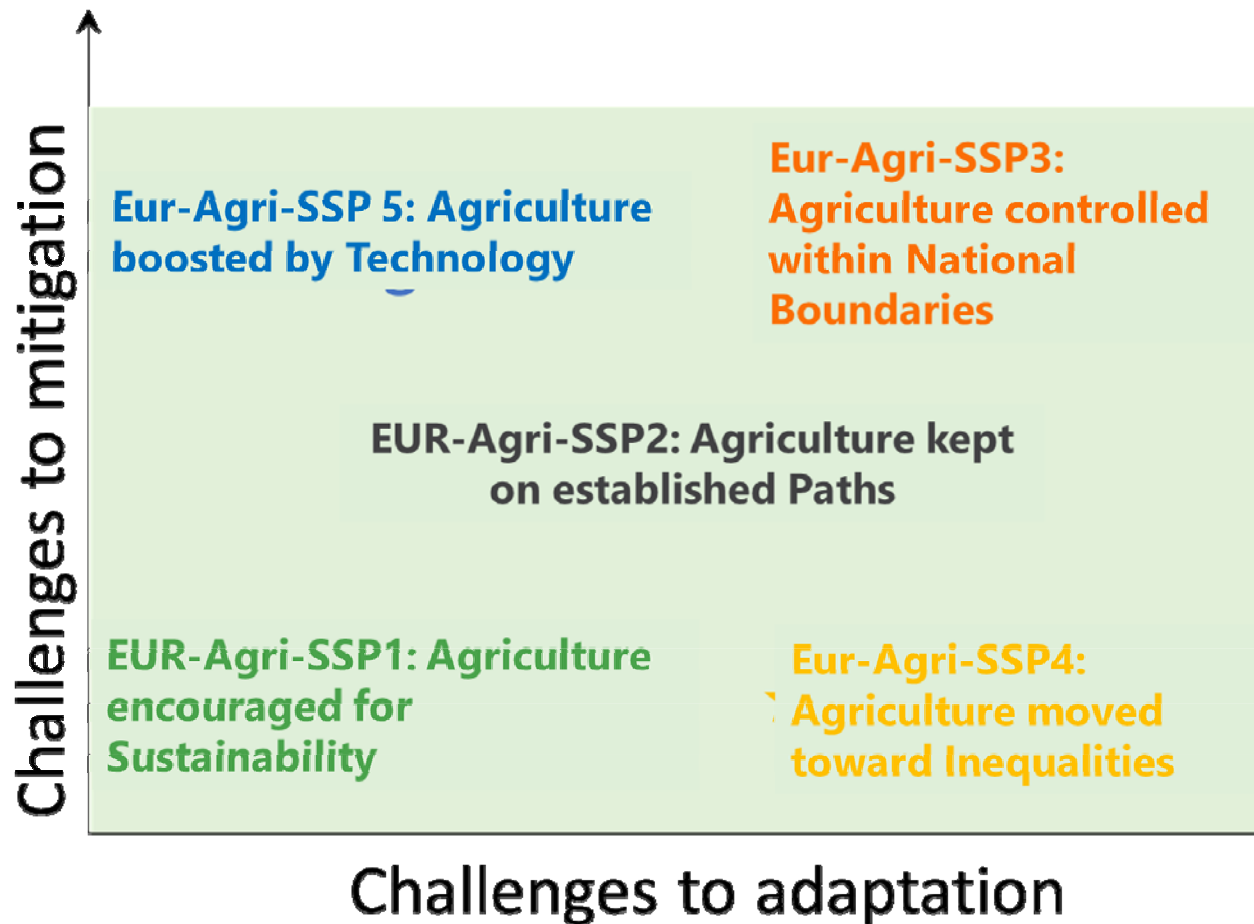 Challenges to mitigation
Eur-Agri-SSP 5: Agriculture
boosted by Technology
Eur-Agri-SSP3:
Agriculture controlled
within National
Boundaries
EUR-Agri-SSP2: Agriculture kept
on established Paths
EUR-Agri-SSP1: Agriculture
encouraged for
Sustainability
Eur-Agri-SSP4:
Agriculture moved
toward Inequalities
Challenges to adaptation